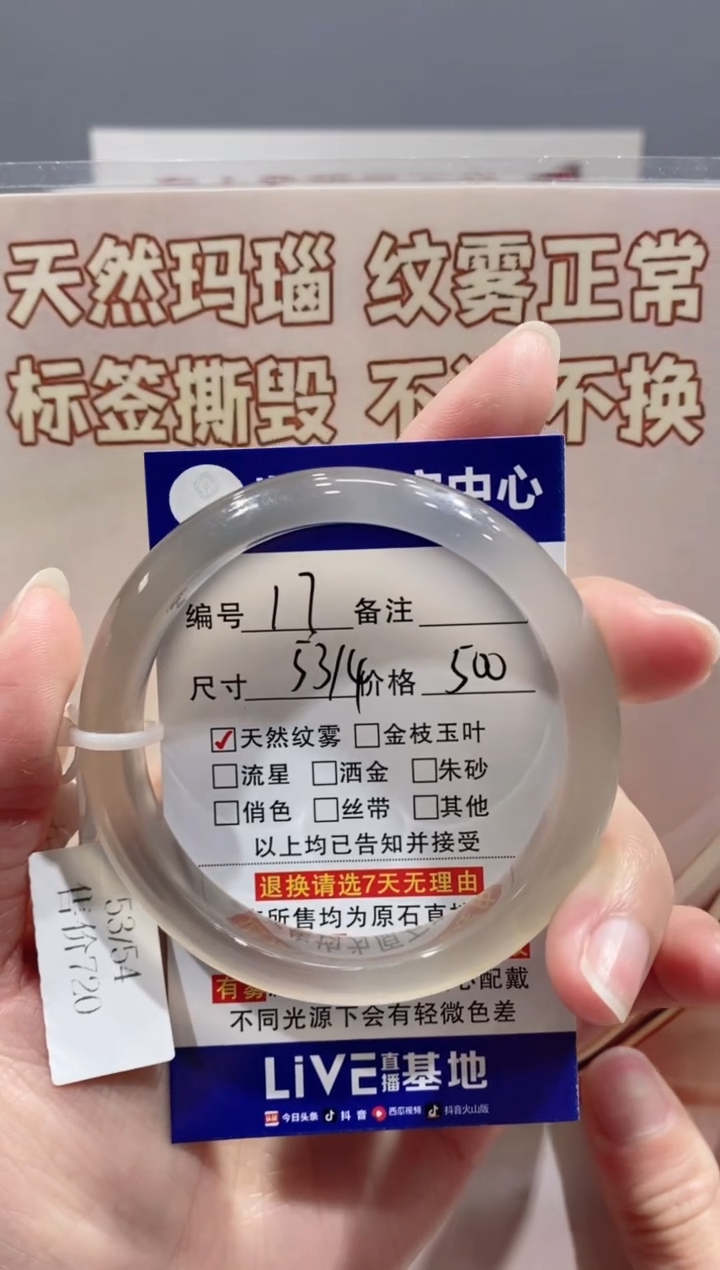 天然玛瑙 纹雾正常
标签撕毁 不 不换
中心
编号 17 备注
尺寸 53/4 价格 500
☑天然纹雾 □金枝玉叶
□流星 □洒金 □朱砂
□俏色 □丝带 □其他
以上均已告知并接受
退换请选7天无理由
所售均为原石直
有雾 心配戴
不同光源下会有轻微色差
LiVE直播基地
今日头条 抖音 西瓜视频 抖音火山版
53/54
售价720